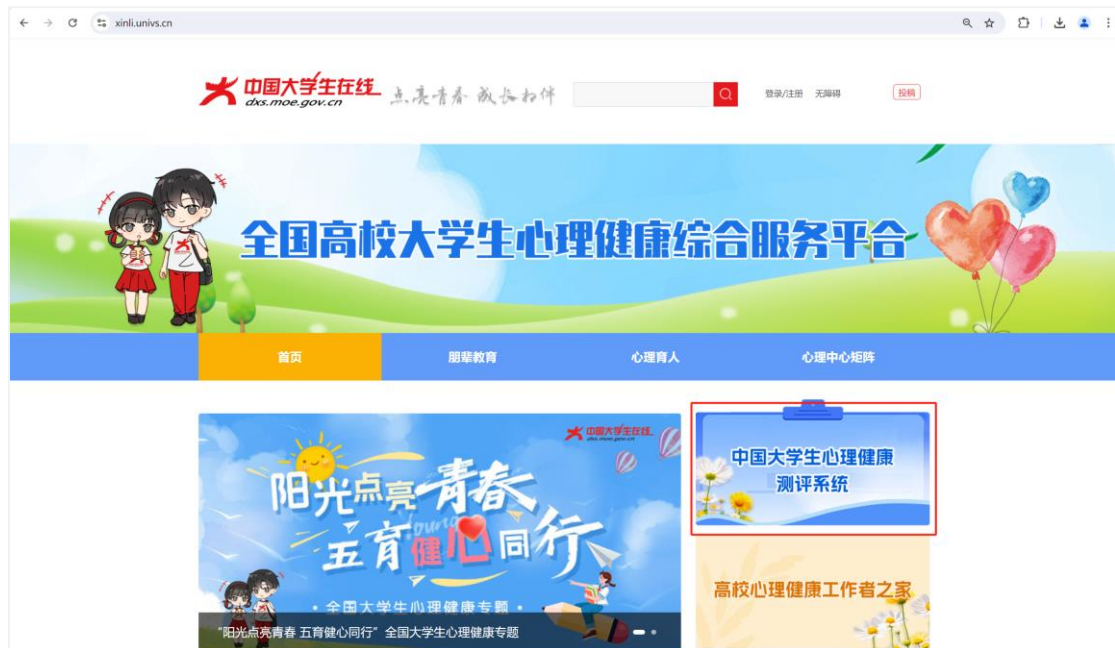 xinli.univs.cn
中国大学生在线
dxs.moe.gov.cn
点亮青春 成长相伴
登录/注册 无障碍
投稿
全国高校大学生心理健康综合服务平台
首页 朋辈教育 心理育人 心理中心矩阵
中国大学生在线
dxs.moe.gov.cn
阳光点亮青春
五育健心同行
·全国大学生心理健康专题·
“阳光点亮青春 五育健心同行”全国大学生心理健康专题
中国大学生心理健康
测评系统
高校心理健康工作者之家